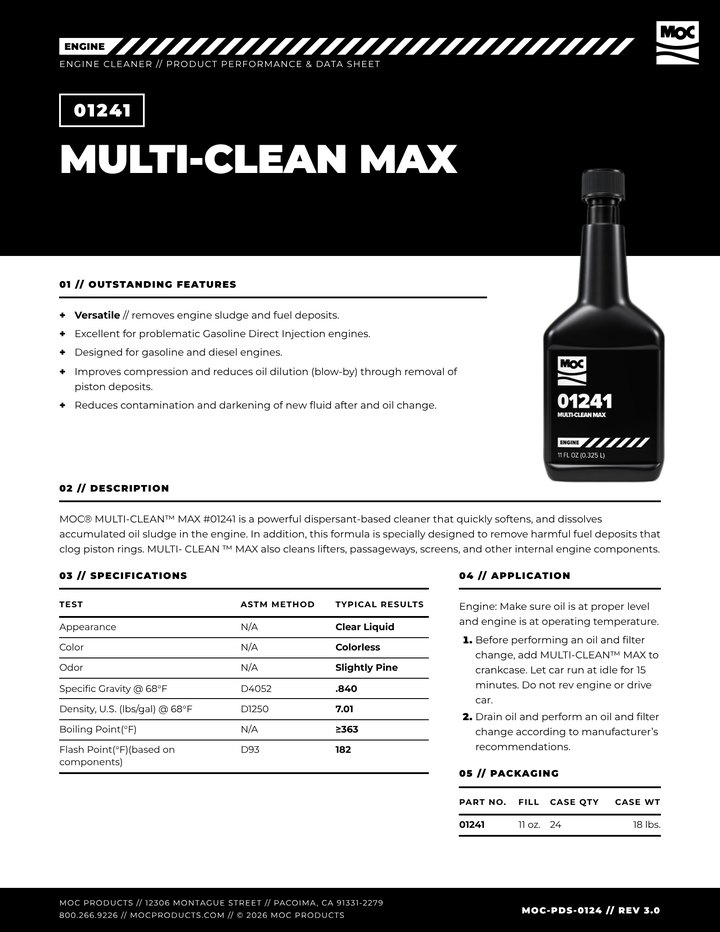 ENGINE
MOC
ENGINE CLEANER // PRODUCT PERFORMANCE & DATA SHEET
01241
MULTI-CLEAN MAX
01 // OUTSTANDING FEATURES
+ Versatile // removes engine sludge and fuel deposits.
+ Excellent for problematic Gasoline Direct Injection engines.
+ Designed for gasoline and diesel engines.
+ Improves compression and reduces oil dilution (blow-by) through removal of
piston deposits.
+ Reduces contamination and darkening of new fluid after and oil change.
MOC
01241
MULTI-CLEAN MAX
ENGINE
11 FL OZ (0.325 L)
02 // DESCRIPTION
MOC® MULTI-CLEAN™ MAX #01241 is a powerful dispersant-based cleaner that quickly softens, and dissolves
accumulated oil sludge in the engine. In addition, this formula is specially designed to remove harmful fuel deposits that
clog piston rings. MULTI- CLEAN ™ MAX also cleans lifters, passageways, screens, and other internal engine components.
03 // SPECIFICATIONS
TEST ASTM METHOD TYPICAL RESULTS
Appearance N/A Clear Liquid
Color N/A Colorless
Odor N/A Slightly Pine
Specific Gravity @ 68°F D4052 .840
Density, U.S. (lbs/gal) @ 68°F D1250 7.01
Boiling Point(°F) N/A ≥363
Flash Point(°F)(based on D93 182
components)
04 // APPLICATION
Engine: Make sure oil is at proper level
and engine is at operating temperature.
1. Before performing an oil and filter
change, add MULTI-CLEAN™ MAX to
crankcase. Let car run at idle for 15
minutes. Do not rev engine or drive
car.
2. Drain oil and perform an oil and filter
change according to manufacturer's
recommendations.
05 // PACKAGING
PART NO. FILL CASE QTY CASE WT
01241 11 oz. 24 18 lbs.
MOC PRODUCTS // 12306 MONTAGUE STREET // PACOIMA, CA 91331-2279
800.266.9226 // MOCPRODUCTS.COM // © 2026 MOC PRODUCTS
MOC-PDS-0124 // REV 3.0